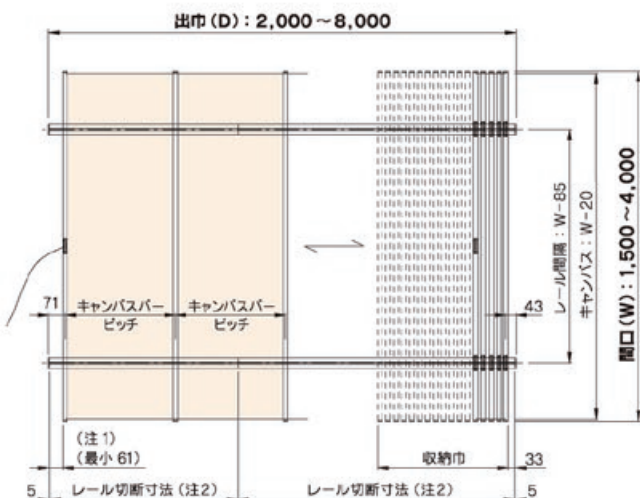 出巾(D):2,000～8,000
レール間隔:W-85
キャンバス:W-20
間口(W):1,500～4,000
71
キャンバスバー
ピッチ
キャンバスバー
ピッチ
43
(注1)
(最小61)
収納巾
33
5
レール切断寸法(注2)
レール切断寸法(注2)
5